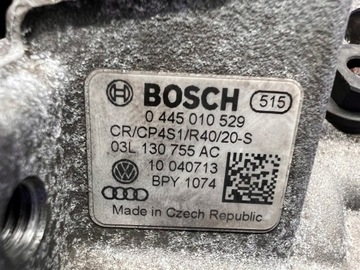 BOSCH 515
0 445 010 529
CR/CP4S1/R40/20-S
03L 130 755 AC
10 040713
BPY 1074
Made in Czech Republic